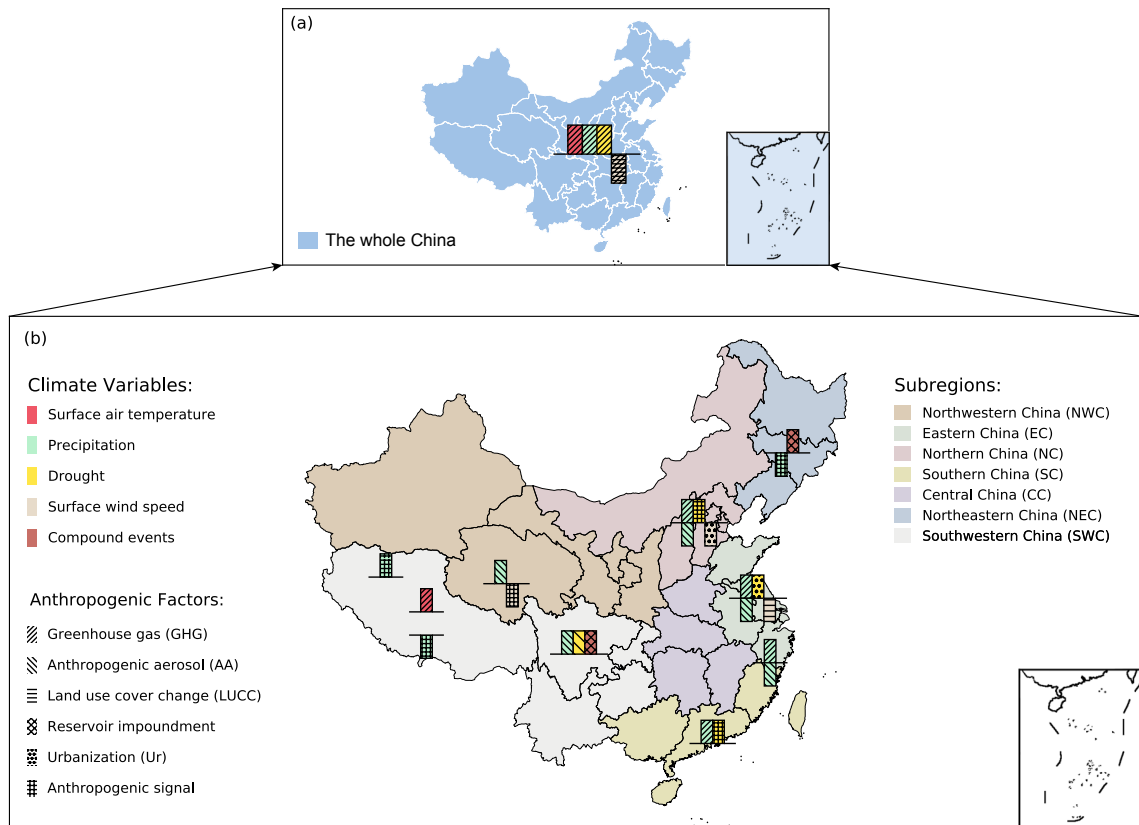 (a)
The whole China
(b)
Climate Variables:
Surface air temperature
Precipitation
Drought
Surface wind speed
Compound events
Anthropogenic Factors:
Greenhouse gas (GHG)
Anthropogenic aerosol (AA)
Land use cover change (LUCC)
Reservoir impoundment
Urbanization (Ur)
Anthropogenic signal
Subregions:
Northwestern China (NWC)
Eastern China (EC)
Northern China (NC)
Southern China (SC)
Central China (CC)
Northeastern China (NEC)
Southwestern China (SWC)